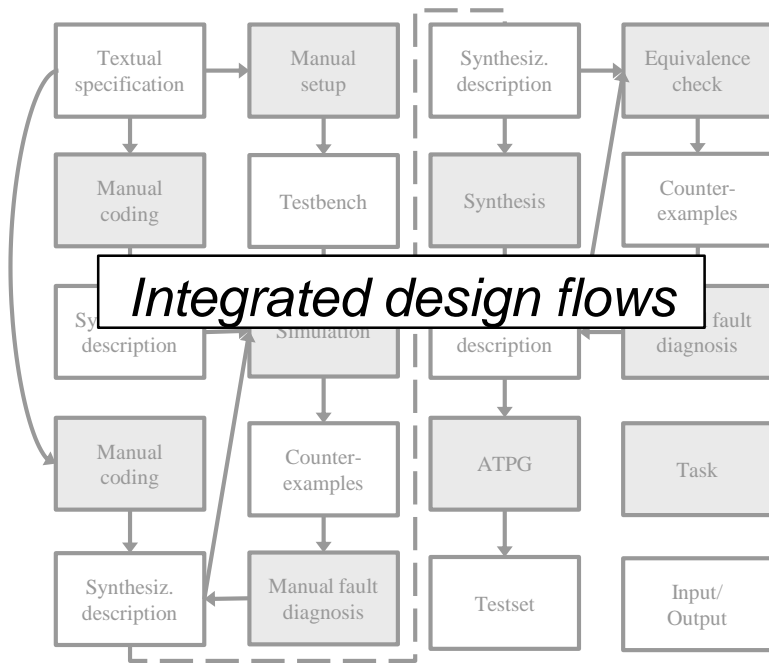 Textual
specification
Manual
setup
Synthesiz.
description
Equivalence
check
Manual
coding
Testbench
Synthesis
Counter-
examples
Integrated design flows
description
Simulation
description
fault
diagnosis
Manual
coding
Counter-
examples
ATPG
Task
Synthesiz.
description
Manual fault
diagnosis
Testset
Input/
Output